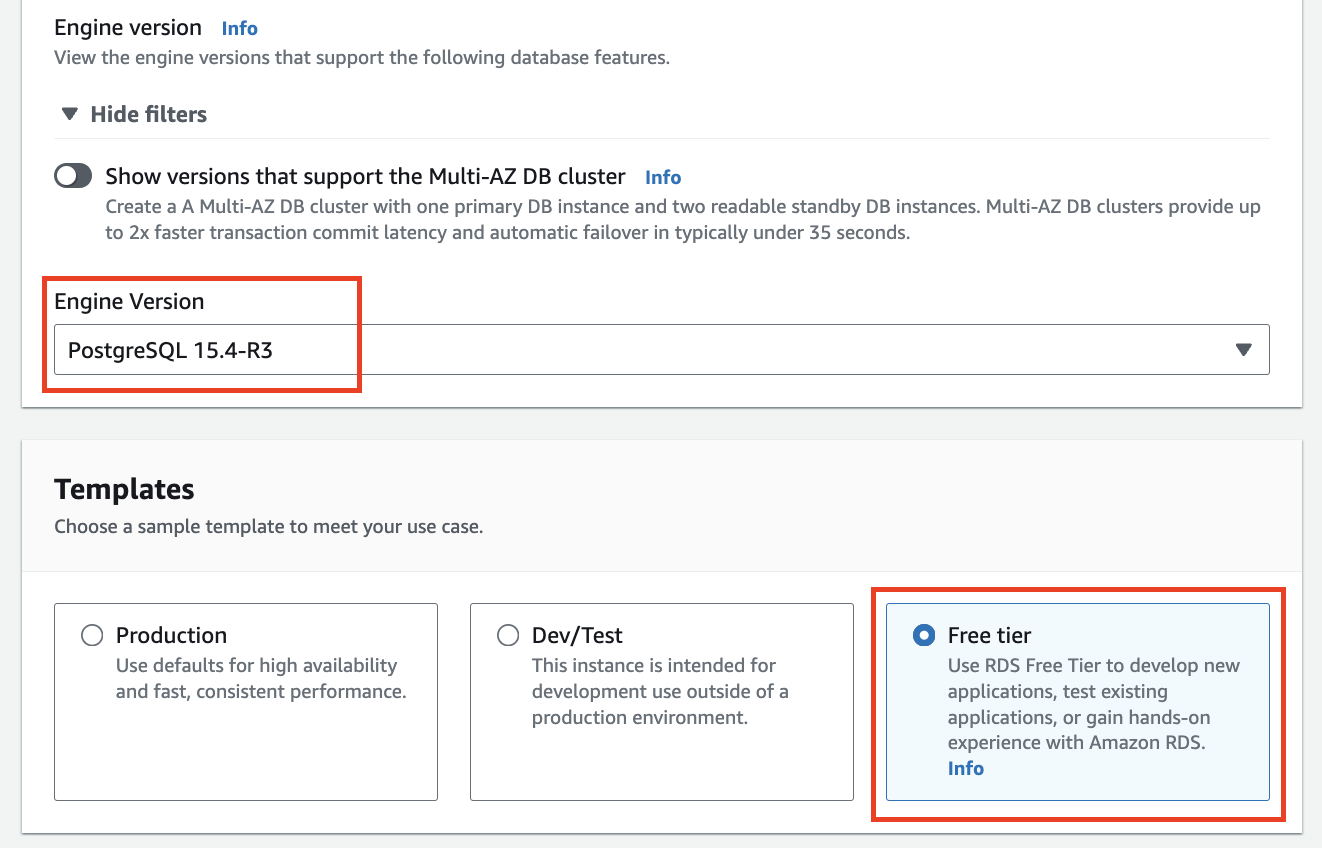 Engine version Info
View the engine versions that support the following database features.
Hide filters
Show versions that support the Multi-AZ DB cluster Info
Create a A Multi-AZ DB cluster with one primary DB instance and two readable standby DB instances. Multi-AZ DB clusters provide up
to 2x faster transaction commit latency and automatic failover in typically under 35 seconds.
Engine Version
PostgreSQL 15.4-R3
Templates
Choose a sample template to meet your use case.
Production
Use defaults for high availability
and fast, consistent performance.
Dev/Test
This instance is intended for
development use outside of a
production environment.
Free tier
Use RDS Free Tier to develop new
applications, test existing
applications, or gain hands-on
experience with Amazon RDS.
Info